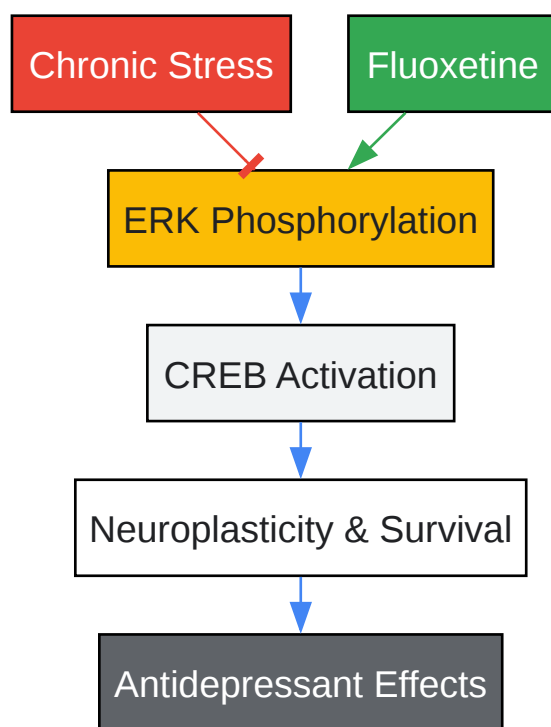 Chronic Stress
Fluoxetine
ERK Phosphorylation
CREB Activation
Neuroplasticity & Survival
Antidepressant Effects